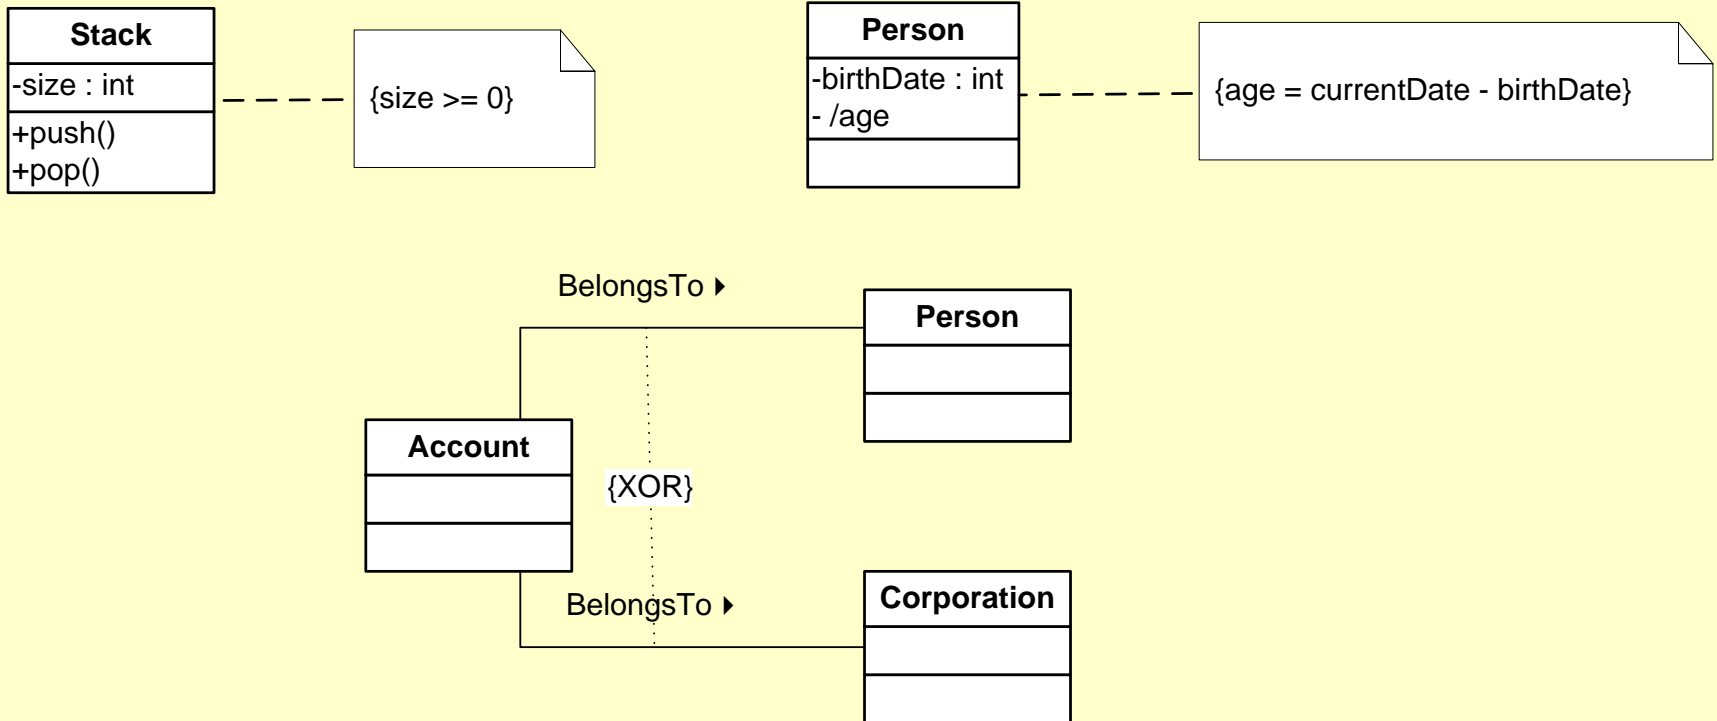 Stack
-size : int
+push()
+pop()
{size >= 0}
Person
-birthDate : int
- /age
{age = currentDate - birthDate}
BelongsTo ▸
Person
Account
{XOR}
BelongsTo ▸
Corporation